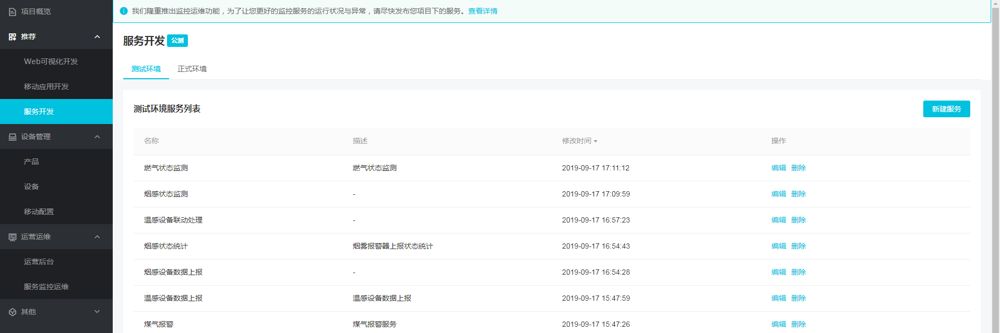 项目概览
推荐
Web可视化开发
移动应用开发
服务开发
设备管理
产品
设备
移动配置
运营运维
运营后台
服务监控运维
其他
我们隆重推出监控运维功能，为了让您更好的监控服务的运行状况与异常，请尽快发布您项目下的服务。查看详情
服务开发 公测
测试环境 正式环境
测试环境服务列表 新建服务
名称 描述 修改时间 操作
燃气状态监测 燃气状态监测 2019-09-17 17:11:12 编辑 删除
烟感状态监测 - 2019-09-17 17:09:59 编辑 删除
温感设备联动处理 - 2019-09-17 16:57:23 编辑 删除
烟感状态统计 烟雾报警器上报状态统计 2019-09-17 16:54:43 编辑 删除
烟感设备数据上报 - 2019-09-17 16:54:28 编辑 删除
温感设备数据上报 温感设备数据上报 2019-09-17 15:47:59 编辑 删除
煤气报警 煤气报警服务 2019-09-17 15:47:26 编辑 删除